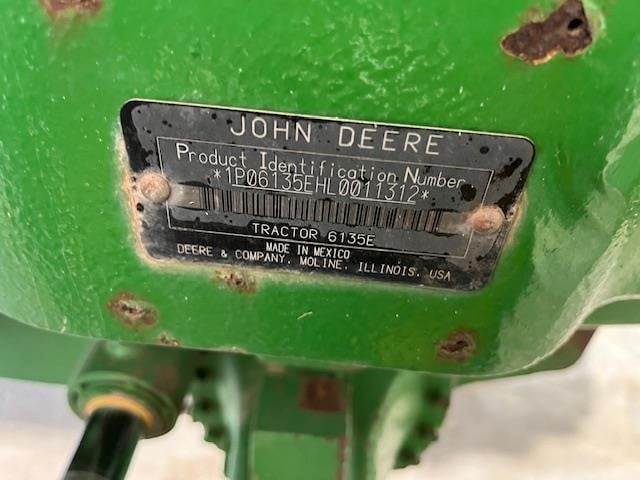 JOHN DEERE
Product Identification Number
*1P06135EHL0011312*
TRACTOR 6135E
MADE IN MEXICO
DEERE & COMPANY, MOLINE, ILLINOIS, USA